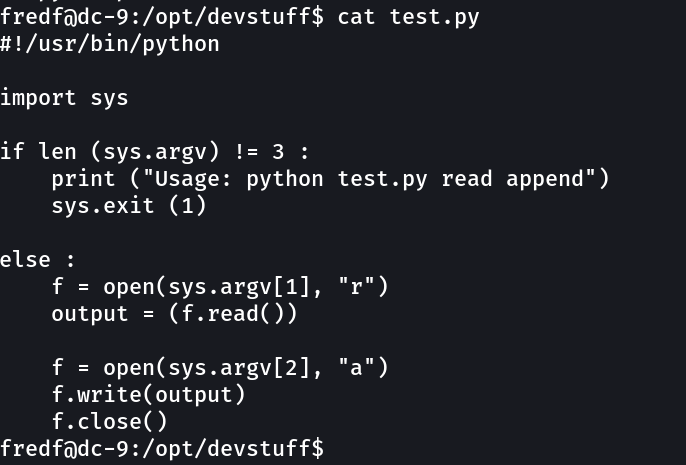 fredf@dc-9:/opt/devstuff$ cat test.py
#!/usr/bin/python
import sys
if len (sys.argv) != 3 :
    print ("Usage: python test.py read append")
    sys.exit (1)
else :
    f = open(sys.argv[1], "r")
    output = (f.read())
    f = open(sys.argv[2], "a")
    f.write(output)
    f.close()
fredf@dc-9:/opt/devstuff$